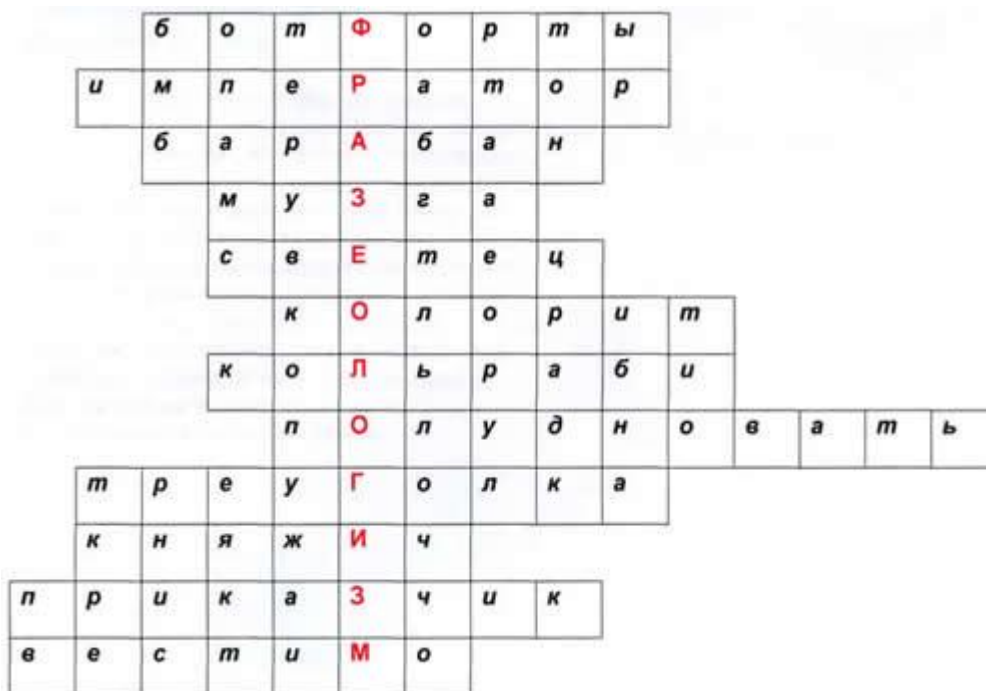 ботФорты
импеРатор
барАбан
муЗга
свЕтец
кОлорит
коЛьраби
пОлудновать
треуГолка
княжИч
прикаЗчик
вестиМо